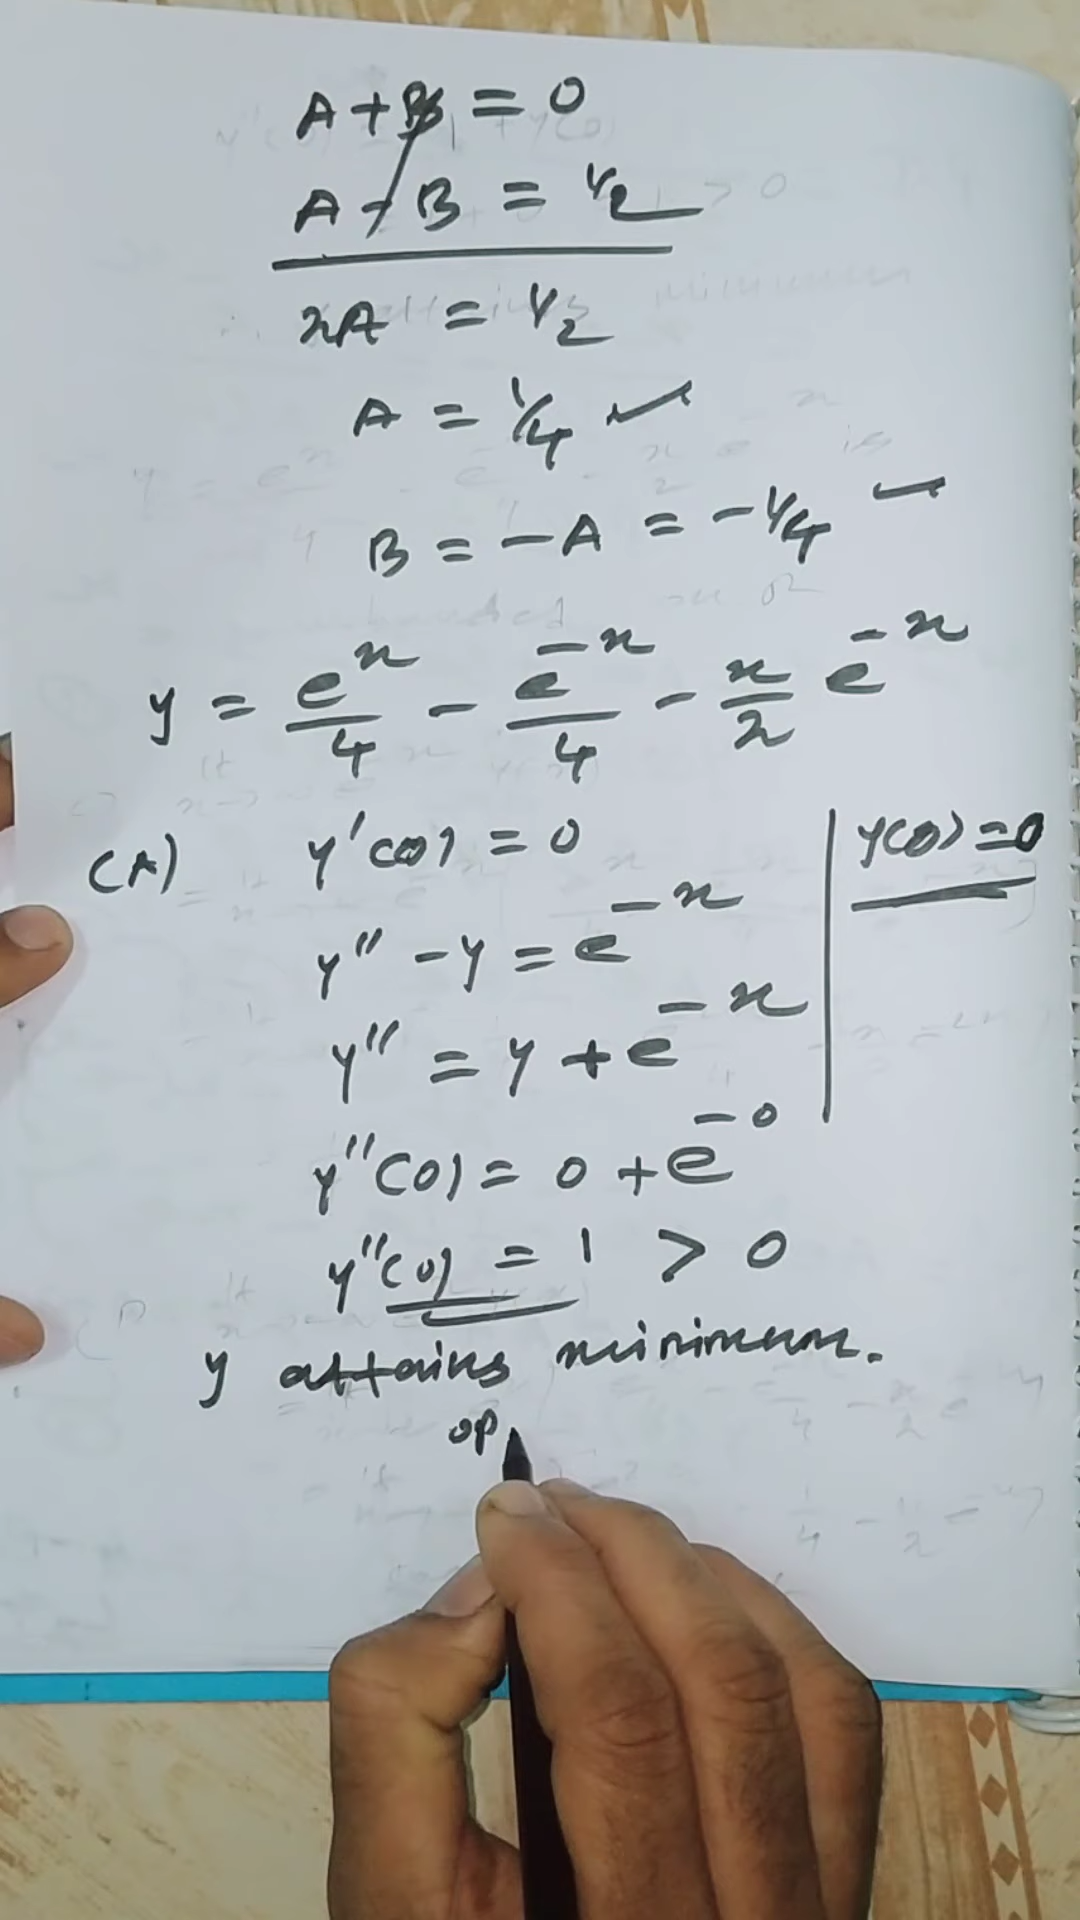 A + B = 0
A - B = 1/2
2A = 1/2
A = 1/4 ✓
B = -A = -1/4
y = e^x/4 - e^-x/4 - x/2 e^-x
(A) y'(0) = 0
y(0) = 0
y'' - y = e^-x
y'' = y + e^-x
y''(0) = 0 + e^-0
y''(0) = 1 > 0
y attains minimum.
op